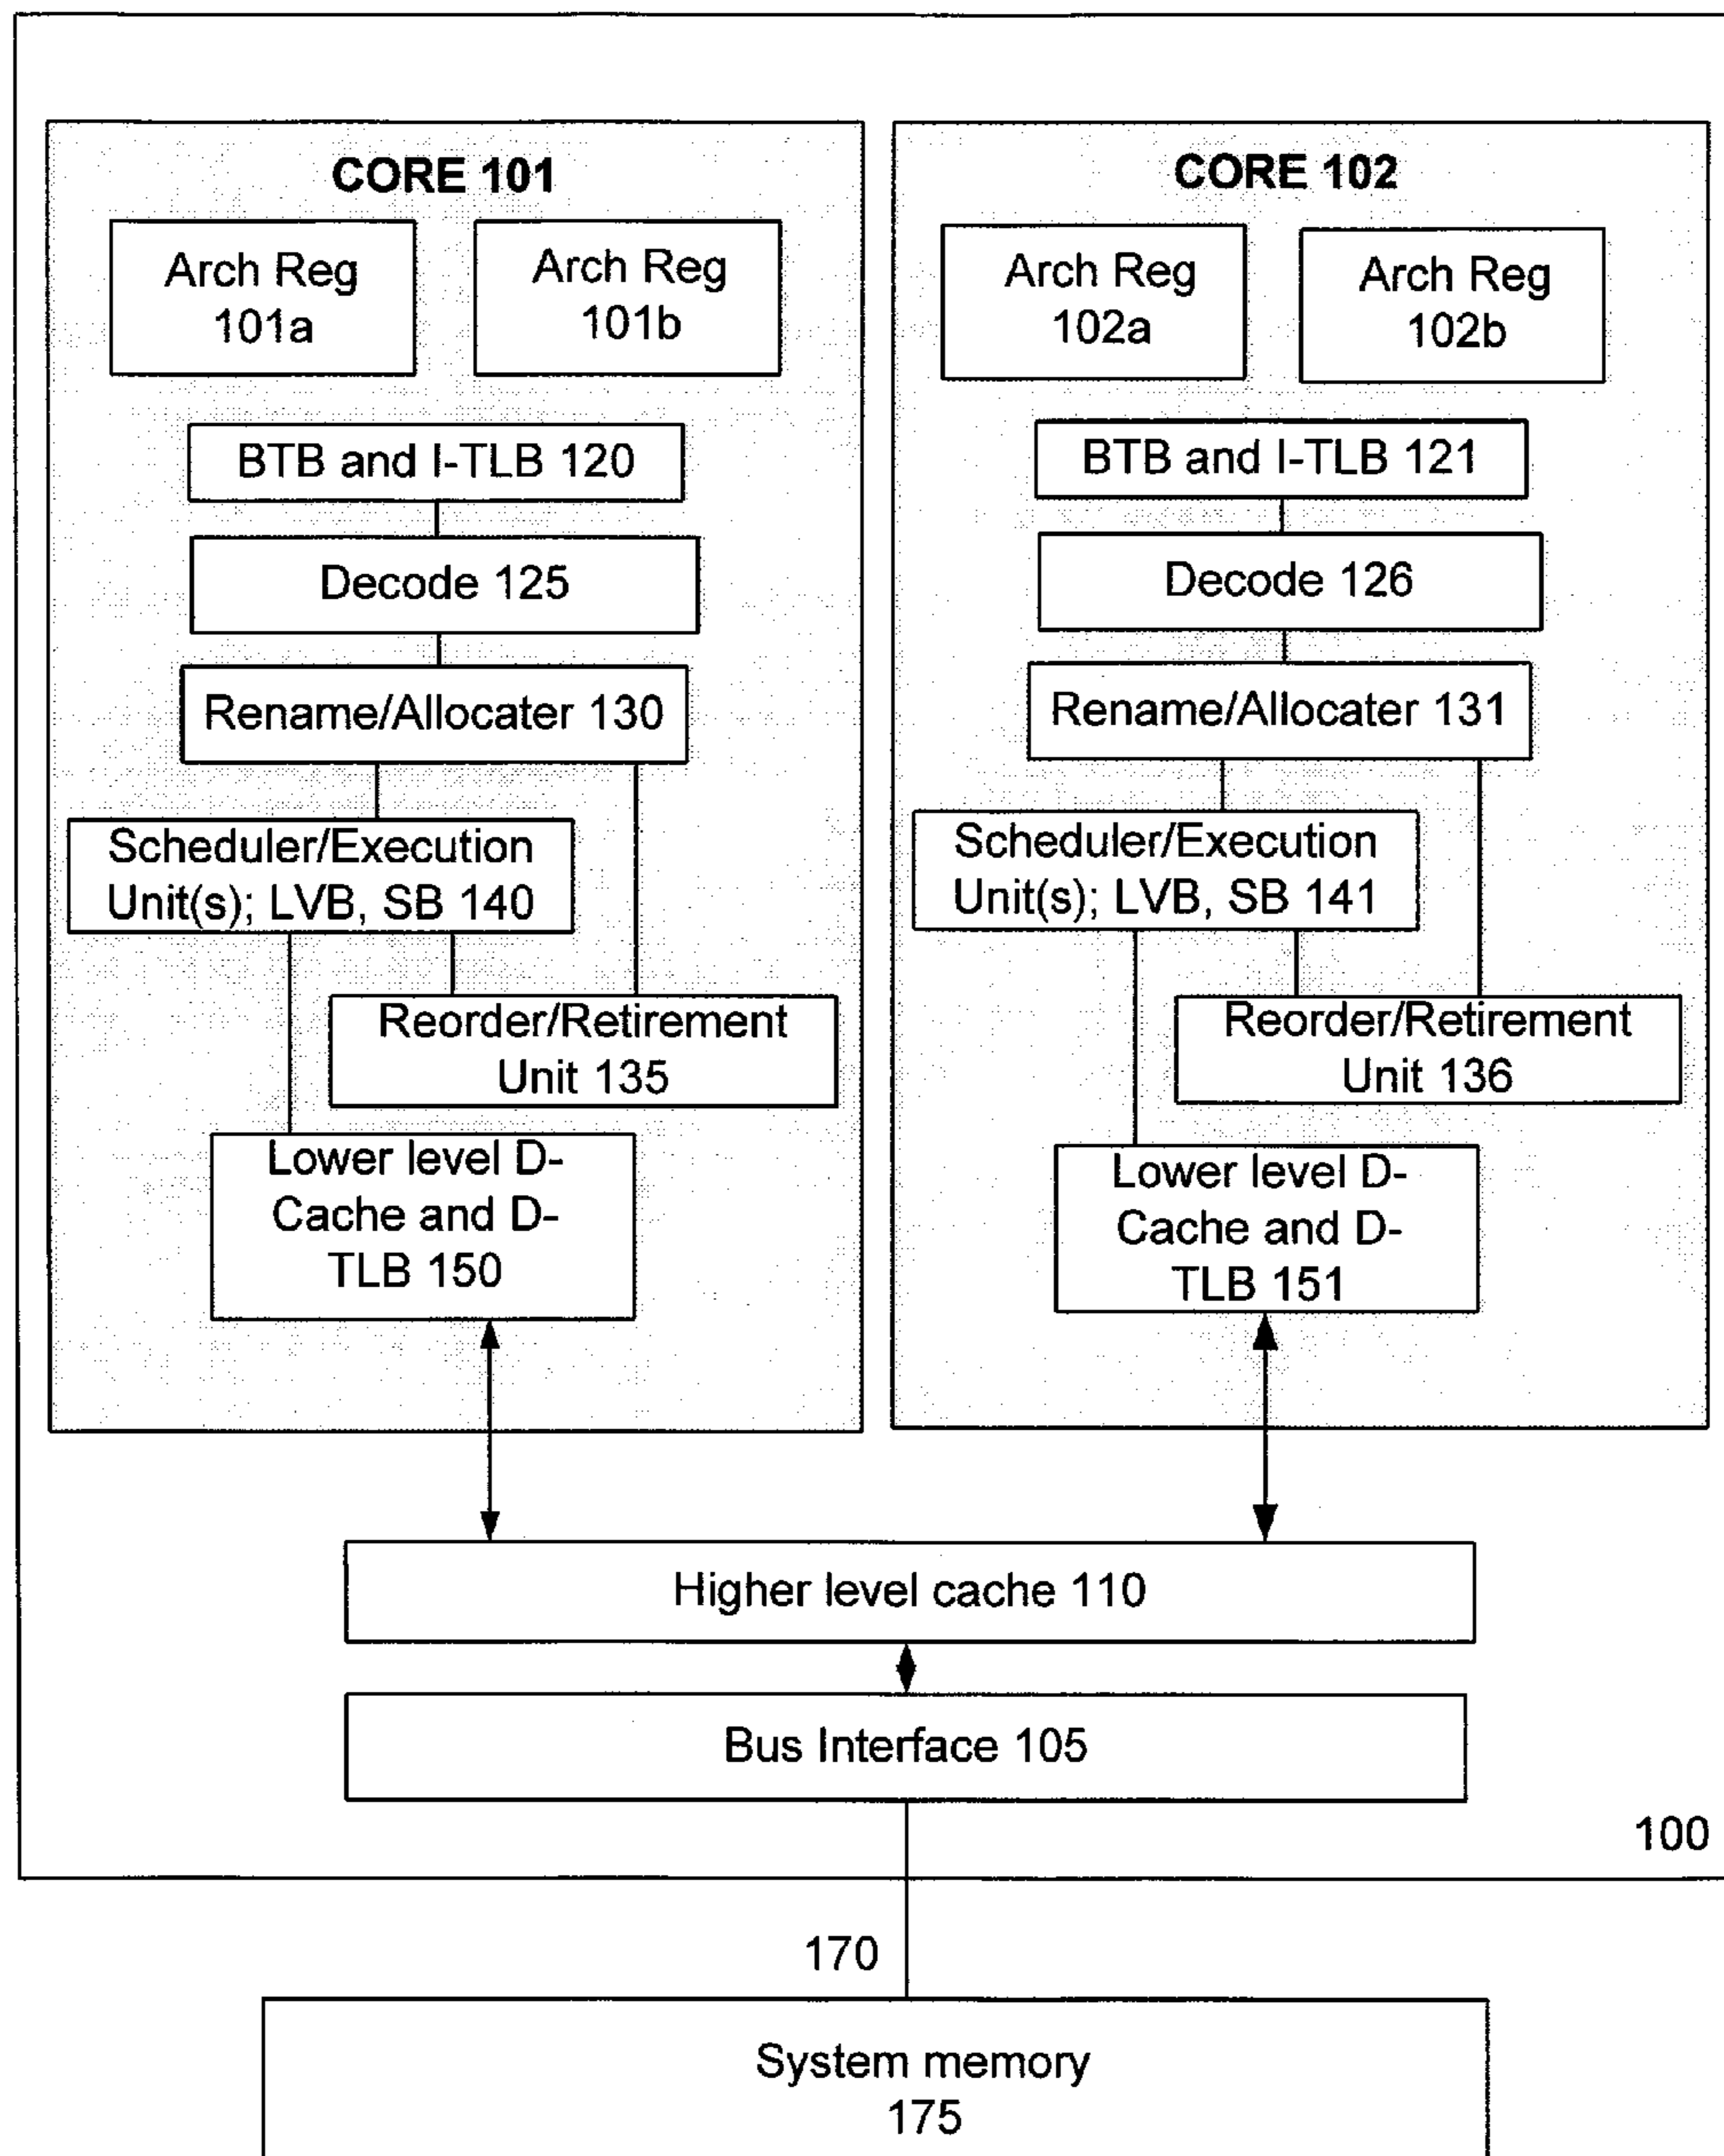 CORE 101
Arch Reg
101a
Arch Reg
101b
BTB and I-TLB 120
Decode 125
Rename/Allocater 130
Scheduler/Execution
Unit(s); LVB, SB 140
Reorder/Retirement
Unit 135
Lower level D-
Cache and D-
TLB 150
CORE 102
Arch Reg
102a
Arch Reg
102b
BTB and I-TLB 121
Decode 126
Rename/Allocater 131
Scheduler/Execution
Unit(s); LVB, SB 141
Reorder/Retirement
Unit 136
Lower level D-
Cache and D-
TLB 151
Higher level cache 110
Bus Interface 105
100
170
System memory
175